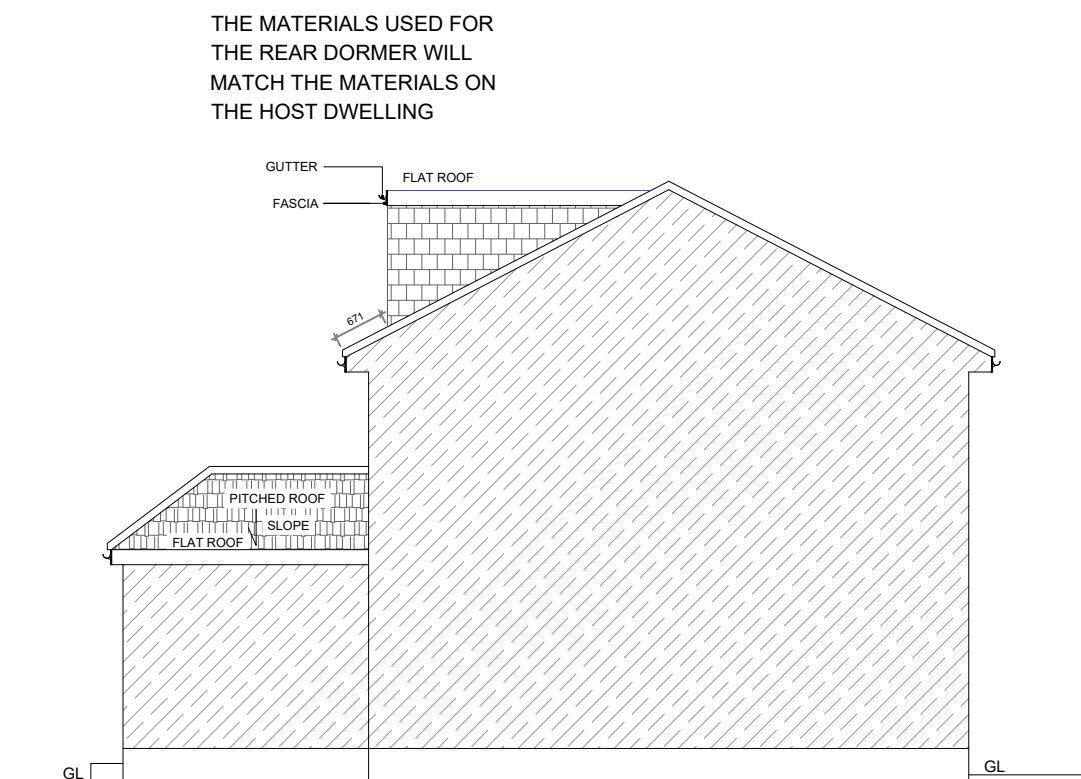 THE MATERIALS USED FOR
THE REAR DORMER WILL
MATCH THE MATERIALS ON
THE HOST DWELLING
GUTTER
FLAT ROOF
FASCIA
671
PITCHED ROOF
SLOPE
FLAT ROOF
GL
GL